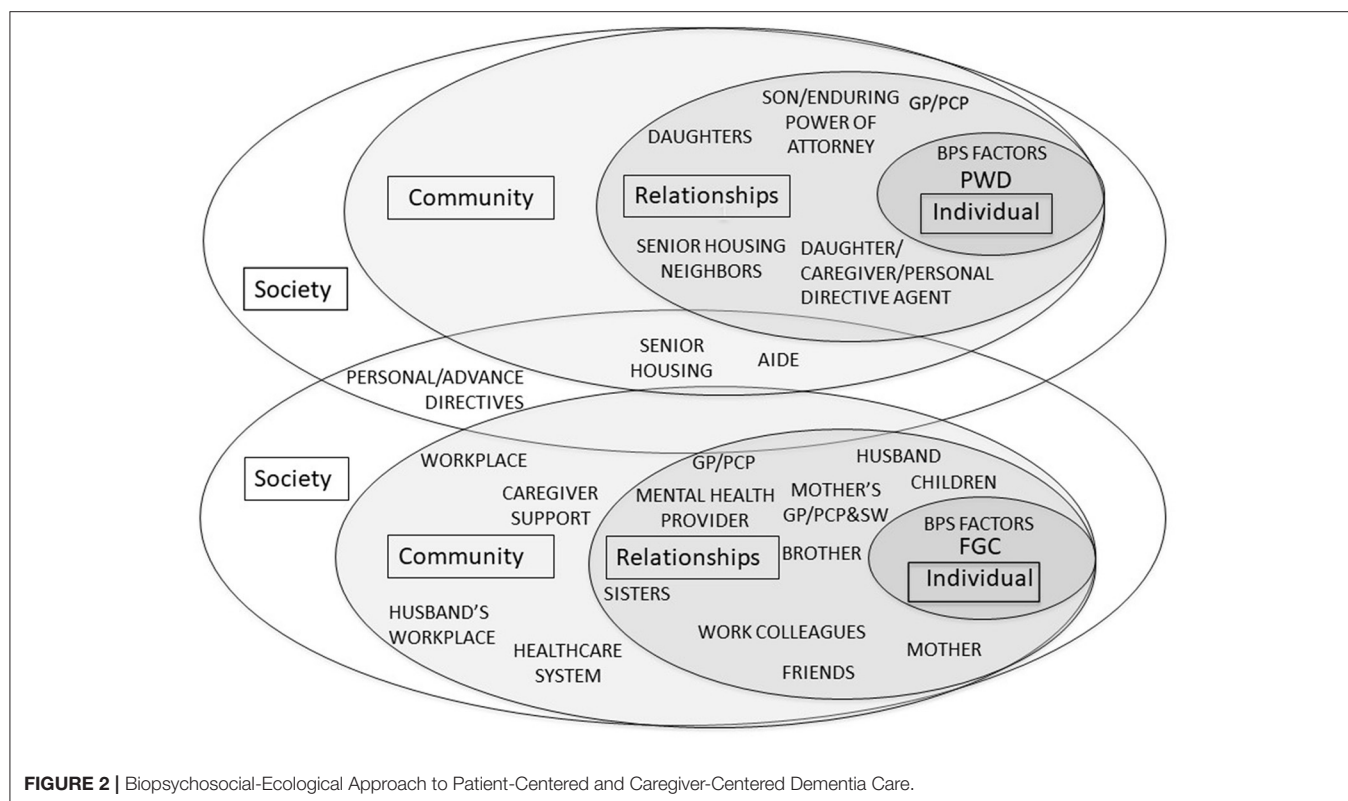 SON/ENDURING
POWER OF
ATTORNEY
GP/PCP
DAUGHTERS
BPS FACTORS
PWD
Individual
Community
Relationships
SENIOR HOUSING
NEIGHBORS
DAUGHTER/
CAREGIVER/PERSONAL
DIRECTIVE AGENT
Society
SENIOR
HOUSING
AIDE
PERSONAL/ADVANCE
DIRECTIVES
Society
WORKPLACE
GP/PCP
HUSBAND
CHILDREN
CAREGIVER
SUPPORT
MENTAL HEALTH
PROVIDER
MOTHER'S
GP/PCP&SW
BPS FACTORS
FGC
Individual
Community
Relationships
BROTHER
SISTERS
HUSBAND'S
WORKPLACE
HEALTHCARE
SYSTEM
WORK COLLEAGUES
MOTHER
FRIENDS
FIGURE 2 | Biopsychosocial-Ecological Approach to Patient-Centered and Caregiver-Centered Dementia Care.